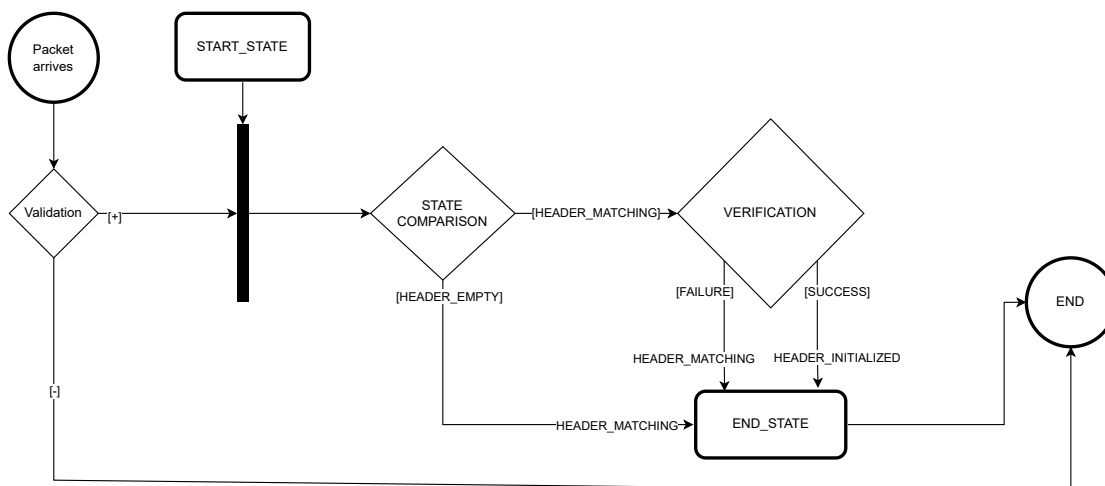 Packet
arrives
START_STATE
Validation
[+]
STATE
COMPARISON
[HEADER_MATCHING]
VERIFICATION
[HEADER_EMPTY]
[FAILURE]
[SUCCESS]
END
HEADER_MATCHING
HEADER_INITIALIZED
[-]
HEADER_MATCHING
END_STATE